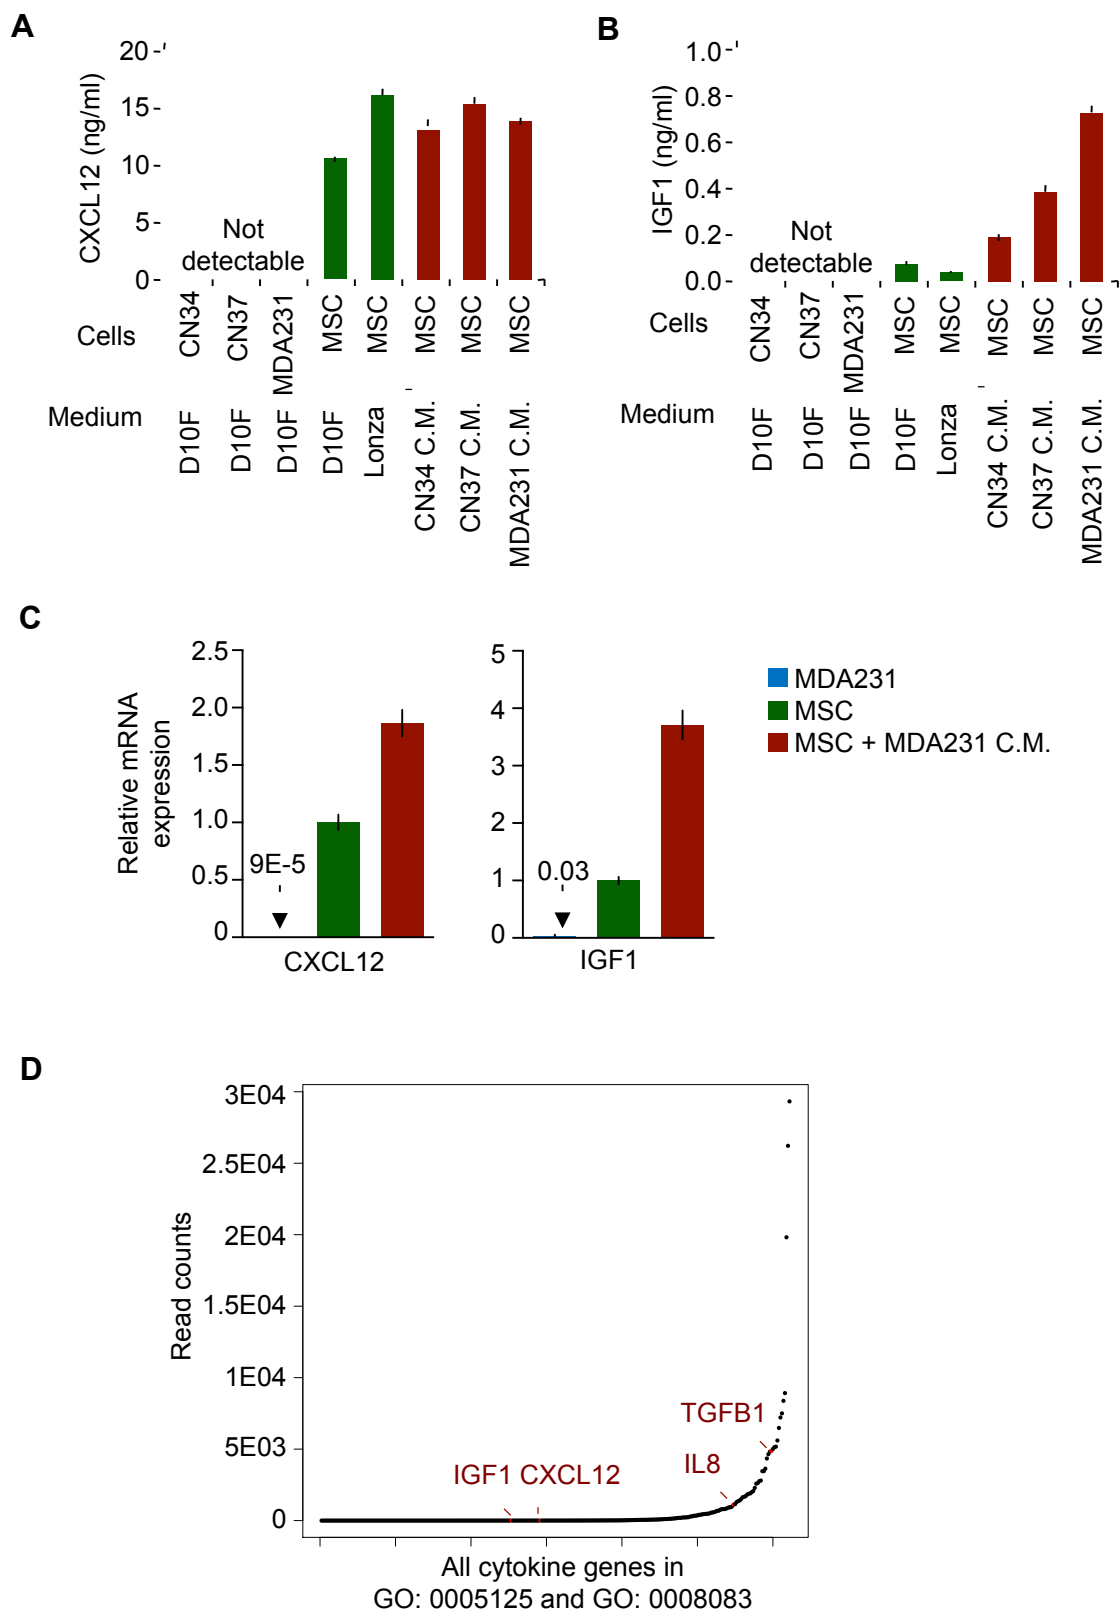 A
CXCL12 (ng/ml)
20
15
10
5
0
Not
detectable
Cells
CN34
CN37
MDA231
MSC
MSC
MSC
MSC
MSC
Medium
D10F
D10F
D10F
D10F
Lonza
CN34 C.M.
CN37 C.M.
MDA231 C.M.
B
IGF1 (ng/ml)
1.0
0.8
0.6
0.4
0.2
0.0
Not
detectable
Cells
CN34
CN37
MDA231
MSC
MSC
MSC
MSC
MSC
Medium
D10F
D10F
D10F
D10F
Lonza
CN34 C.M.
CN37 C.M.
MDA231 C.M.
C
Relative mRNA
expression
2.5
2.0
1.5
1.0
0.5
0
9E-5
CXCL12
5
4
3
2
1
0
0.03
IGF1
MDA231
MSC
MSC + MDA231 C.M.
D
Read counts
3E04
2.5E04
2E04
1.5E04
1E04
5E03
0
IGF1 CXCL12
IL8
TGFB1
All cytokine genes in
GO: 0005125 and GO: 0008083